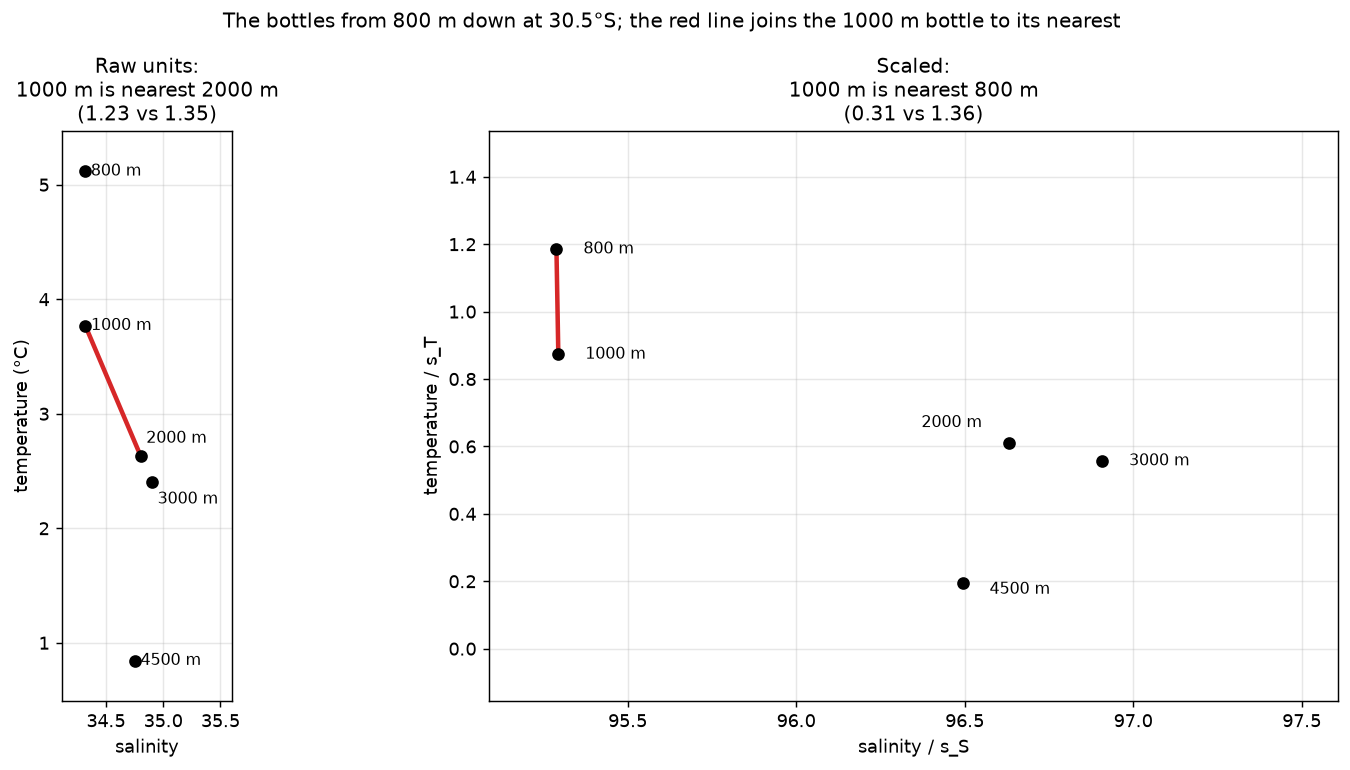 The bottles from 800 m down at 30.5°S; the red line joins the 1000 m bottle to its nearest
Raw units:
1000 m is nearest 2000 m
(1.23 vs 1.35)
800 m
1000 m
2000 m
3000 m
4500 m
5
4
3
2
1
temperature (°C)
34.5 35.0 35.5
salinity
Scaled:
1000 m is nearest 800 m
(0.31 vs 1.36)
800 m
1000 m
2000 m
3000 m
4500 m
1.4
1.2
1.0
0.8
0.6
0.4
0.2
0.0
temperature / s_T
95.5 96.0 96.5 97.0 97.5
salinity / s_S